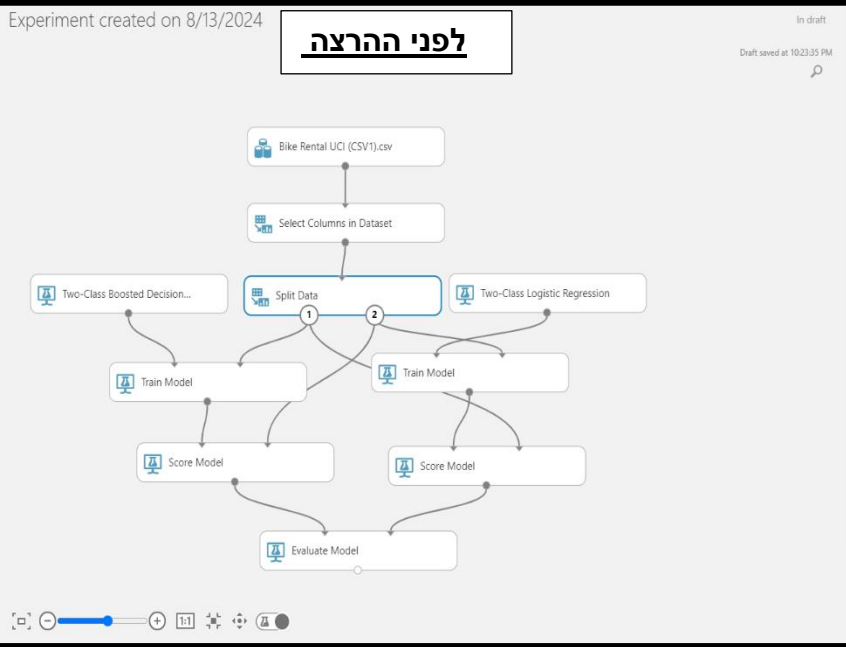 Experiment created on 8/13/2024
לפני ההרצה
In draft
Draft saved at 10:23:35 PM
Bike Rental UCI (CSV1).csv
Select Columns in Dataset
Two-Class Boosted Decision...
Split Data
Two-Class Logistic Regression
1
2
Train Model
Train Model
Score Model
Score Model
Evaluate Model
1:1